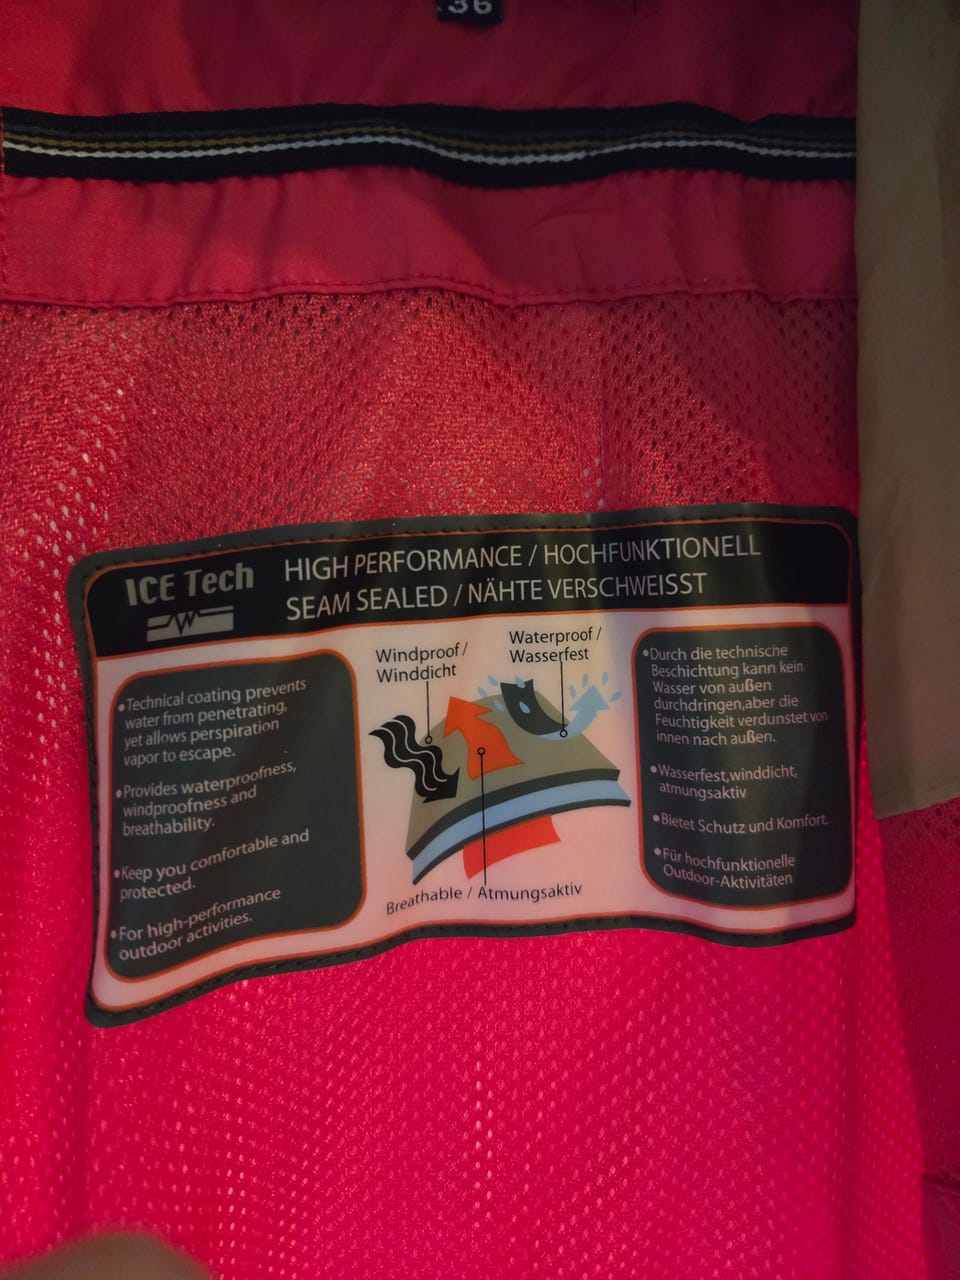 36
ICE Tech
HIGH PERFORMANCE / HOCHFUNKTIONELL
SEAM SEALED / NÄHTE VERSCHWEISST
•Technical coating prevents
water from penetrating,
yet allows perspiration
vapor to escape.
•Provides waterproofness,
windproofness and
breathability.
•Keep you comfortable and
protected.
•For high-performance
outdoor activities.
Windproof/
Winddicht
Waterproof/
Wasserfest
Breathable / Atmungsaktiv
•Durch die technische
Beschichtung kann kein
Wasser von außen
durchdringen,aber die
Feuchtigkeit verdunstet von
innen nach außen.
•Wasserfest,winddicht,
atmungsaktiv
•Bietet Schutz und Komfort.
•Für hochfunktionelle
Outdoor-Aktivitäten